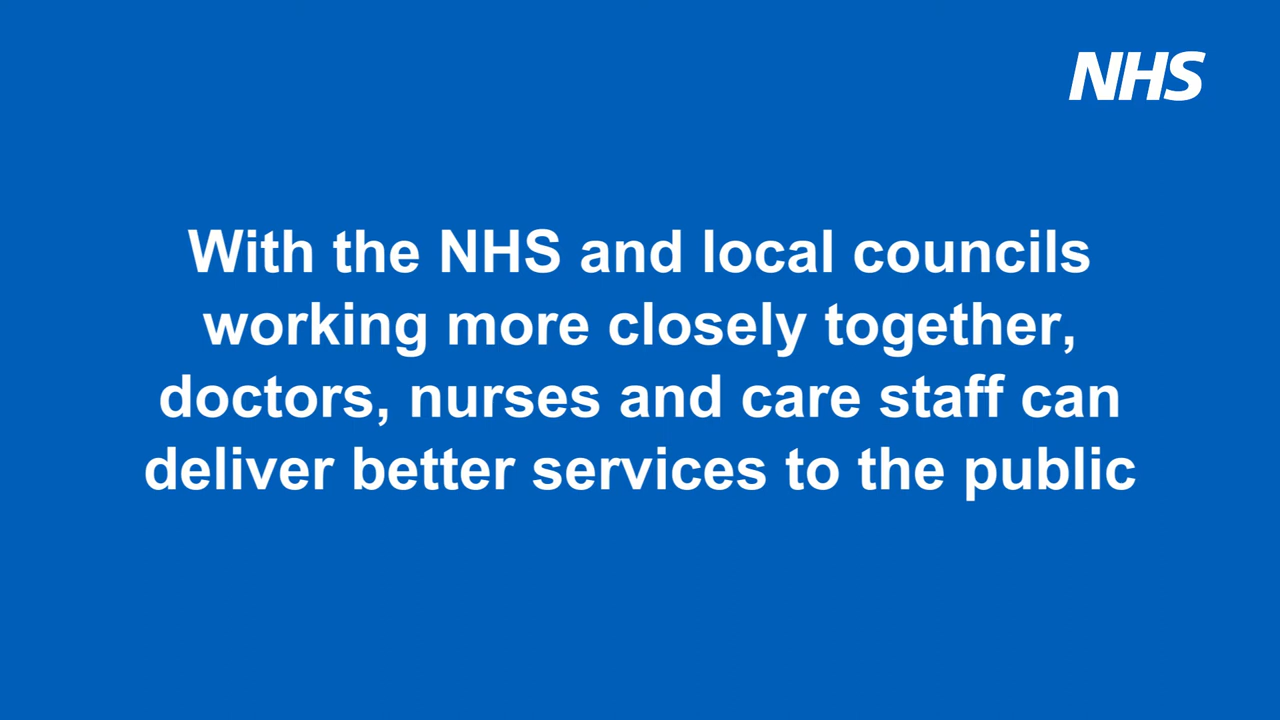 NHS
With the NHS and local councils
working more closely together,
doctors, nurses and care staff can
deliver better services to the public